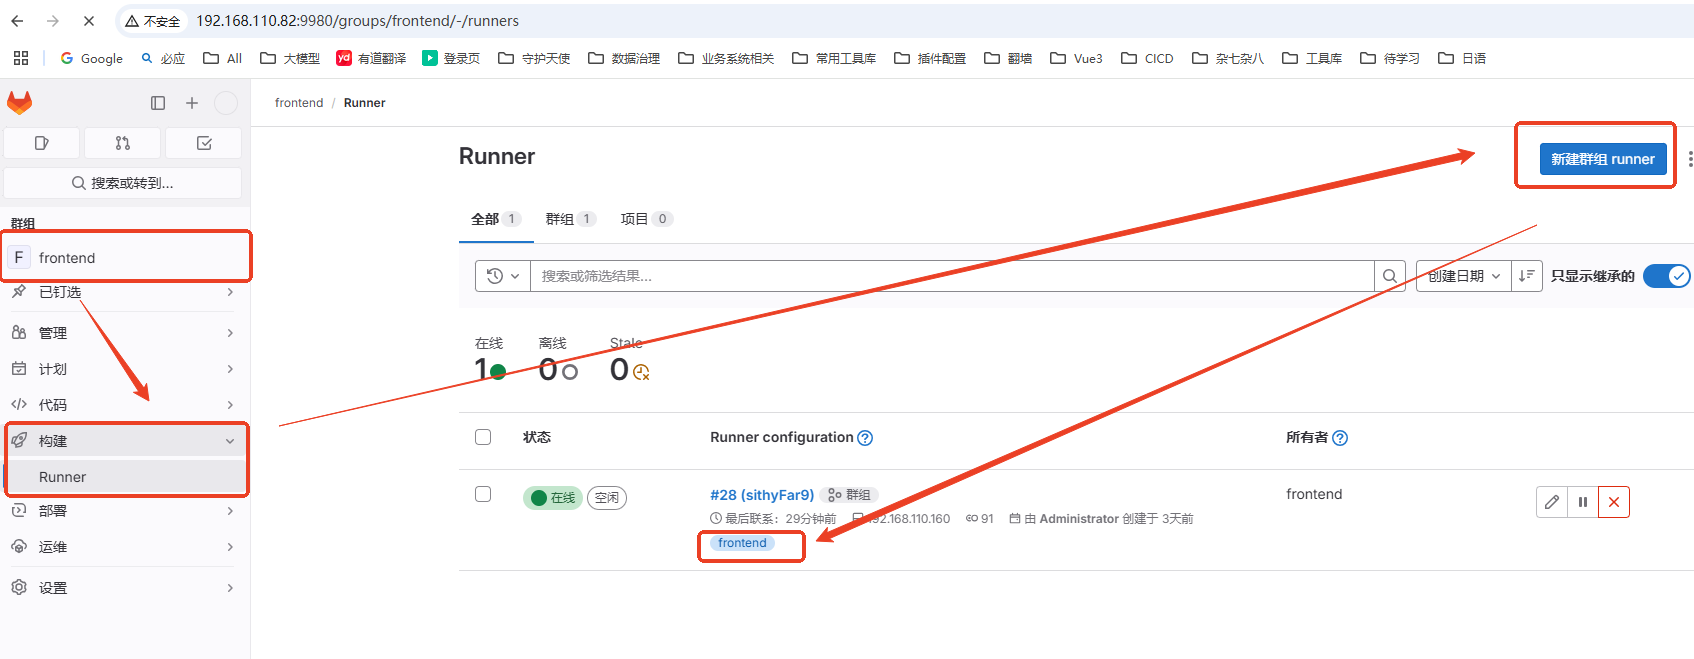 不安全 192.168.110.82:9980/groups/frontend/-/runners
Google 必应 All 大模型 有道翻译 登录页 守护天使 数据治理 业务系统相关 常用工具库 插件配置 翻墙 Vue3 CICD 杂七杂八 工具库 待学习 日语
frontend / Runner
搜索或转到...
群组
F frontend
已钉选
管理
计划
代码
构建
Runner
部署
运维
设置
Runner
新建群组 runner
全部 1 群组 1 项目 0
搜索或筛选结果...
创建日期
只显示继承的
在线 离线 Stale
1 0 0
状态 Runner configuration 所有者
在线 空闲 #28 (sithyFar9) 群组 frontend
最后联系：29分钟前 192.168.110.160 91 由 Administrator 创建于 3天前
frontend